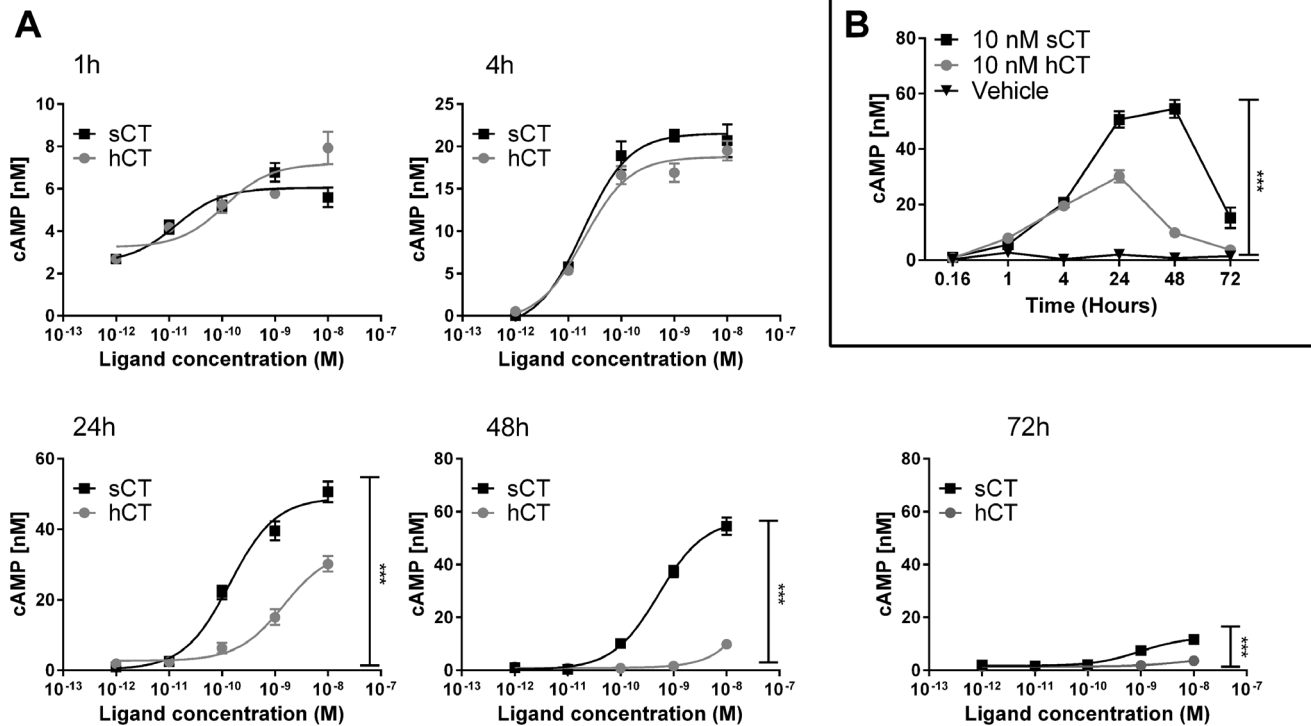 A
1h
10
8
6
4
2
0
cAMP [nM]
sCT
hCT
10-13 10-12 10-11 10-10 10-9 10-8 10-7
Ligand concentration (M)
4h
25
20
15
10
5
0
cAMP [nM]
sCT
hCT
10-13 10-12 10-11 10-10 10-9 10-8 10-7
Ligand concentration (M)
B
80
60
40
20
0
cAMP [nM]
10 nM sCT
10 nM hCT
Vehicle
***
0.16 1 4 24 48 72
Time (Hours)
24h
60
40
20
0
cAMP [nM]
sCT
hCT
***
10-13 10-12 10-11 10-10 10-9 10-8 10-7
Ligand concentration (M)
48h
80
60
40
20
0
cAMP [nM]
sCT
hCT
***
10-13 10-12 10-11 10-10 10-9 10-8 10-7
Ligand concentration (M)
72h
80
60
40
20
0
cAMP [nM]
sCT
hCT
***
10-13 10-12 10-11 10-10 10-9 10-8 10-7
Ligand concentration (M)